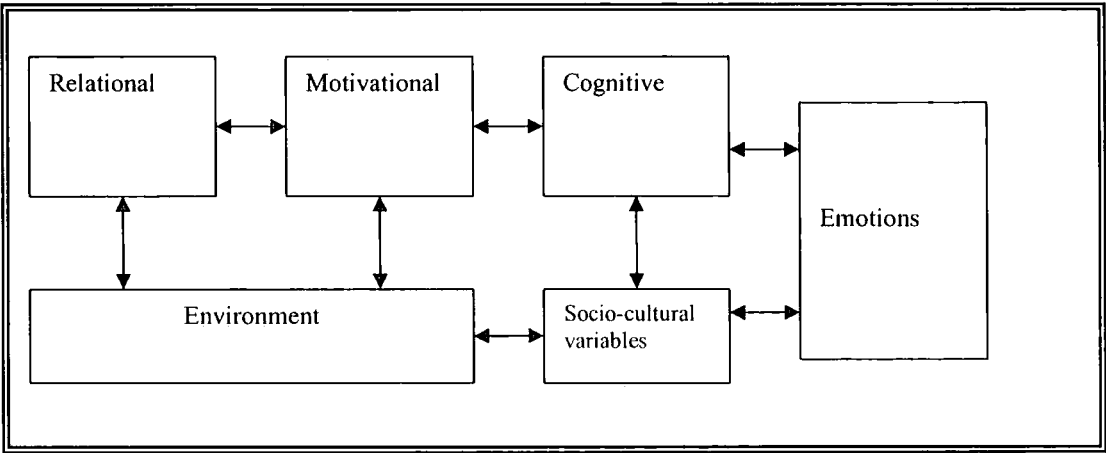 Relational
Motivational
Cognitive
Emotions
Environment
Socio-cultural
variables